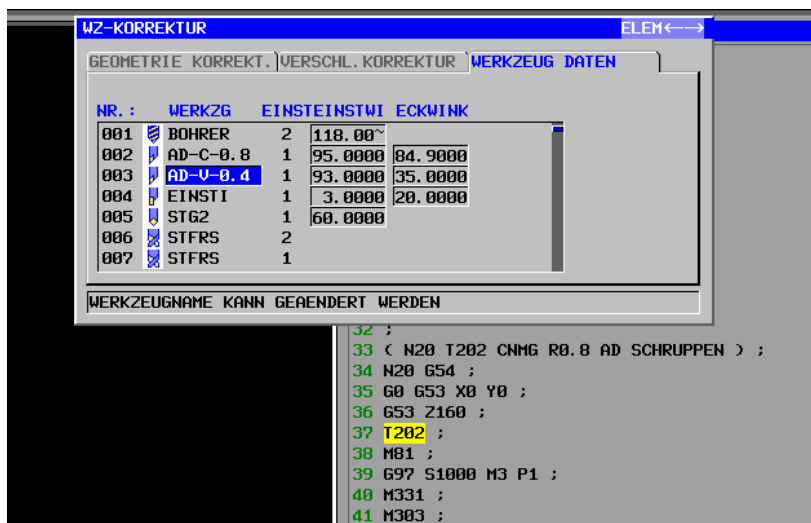 WZ-KORREKTUR ELEM←→
GEOMETRIE KORREKT. VERSCHL.KORREKTUR WERKZEUG DATEN
NR.: WERKZG EINSTEINSTWI ECKWINK
001 BOHRER 2 118.00~
002 AD-C-0.8 1 95.0000 84.9000
003 AD-V-0.4 1 93.0000 35.0000
004 EINSTI 1 3.0000 20.0000
005 STG2 1 60.0000
006 STFRS 2
007 STFRS 1
WERKZEUGNAME KANN GEAENDERT WERDEN
32 ;
33 ( N20 T202 CNMG R0.8 AD SCHRUPPEN ) ;
34 N20 G54 ;
35 G0 G53 X0 Y0 ;
36 G53 Z160 ;
37 T202 ;
38 M81 ;
39 G97 S1000 M3 P1 ;
40 M331 ;
41 M303 ;